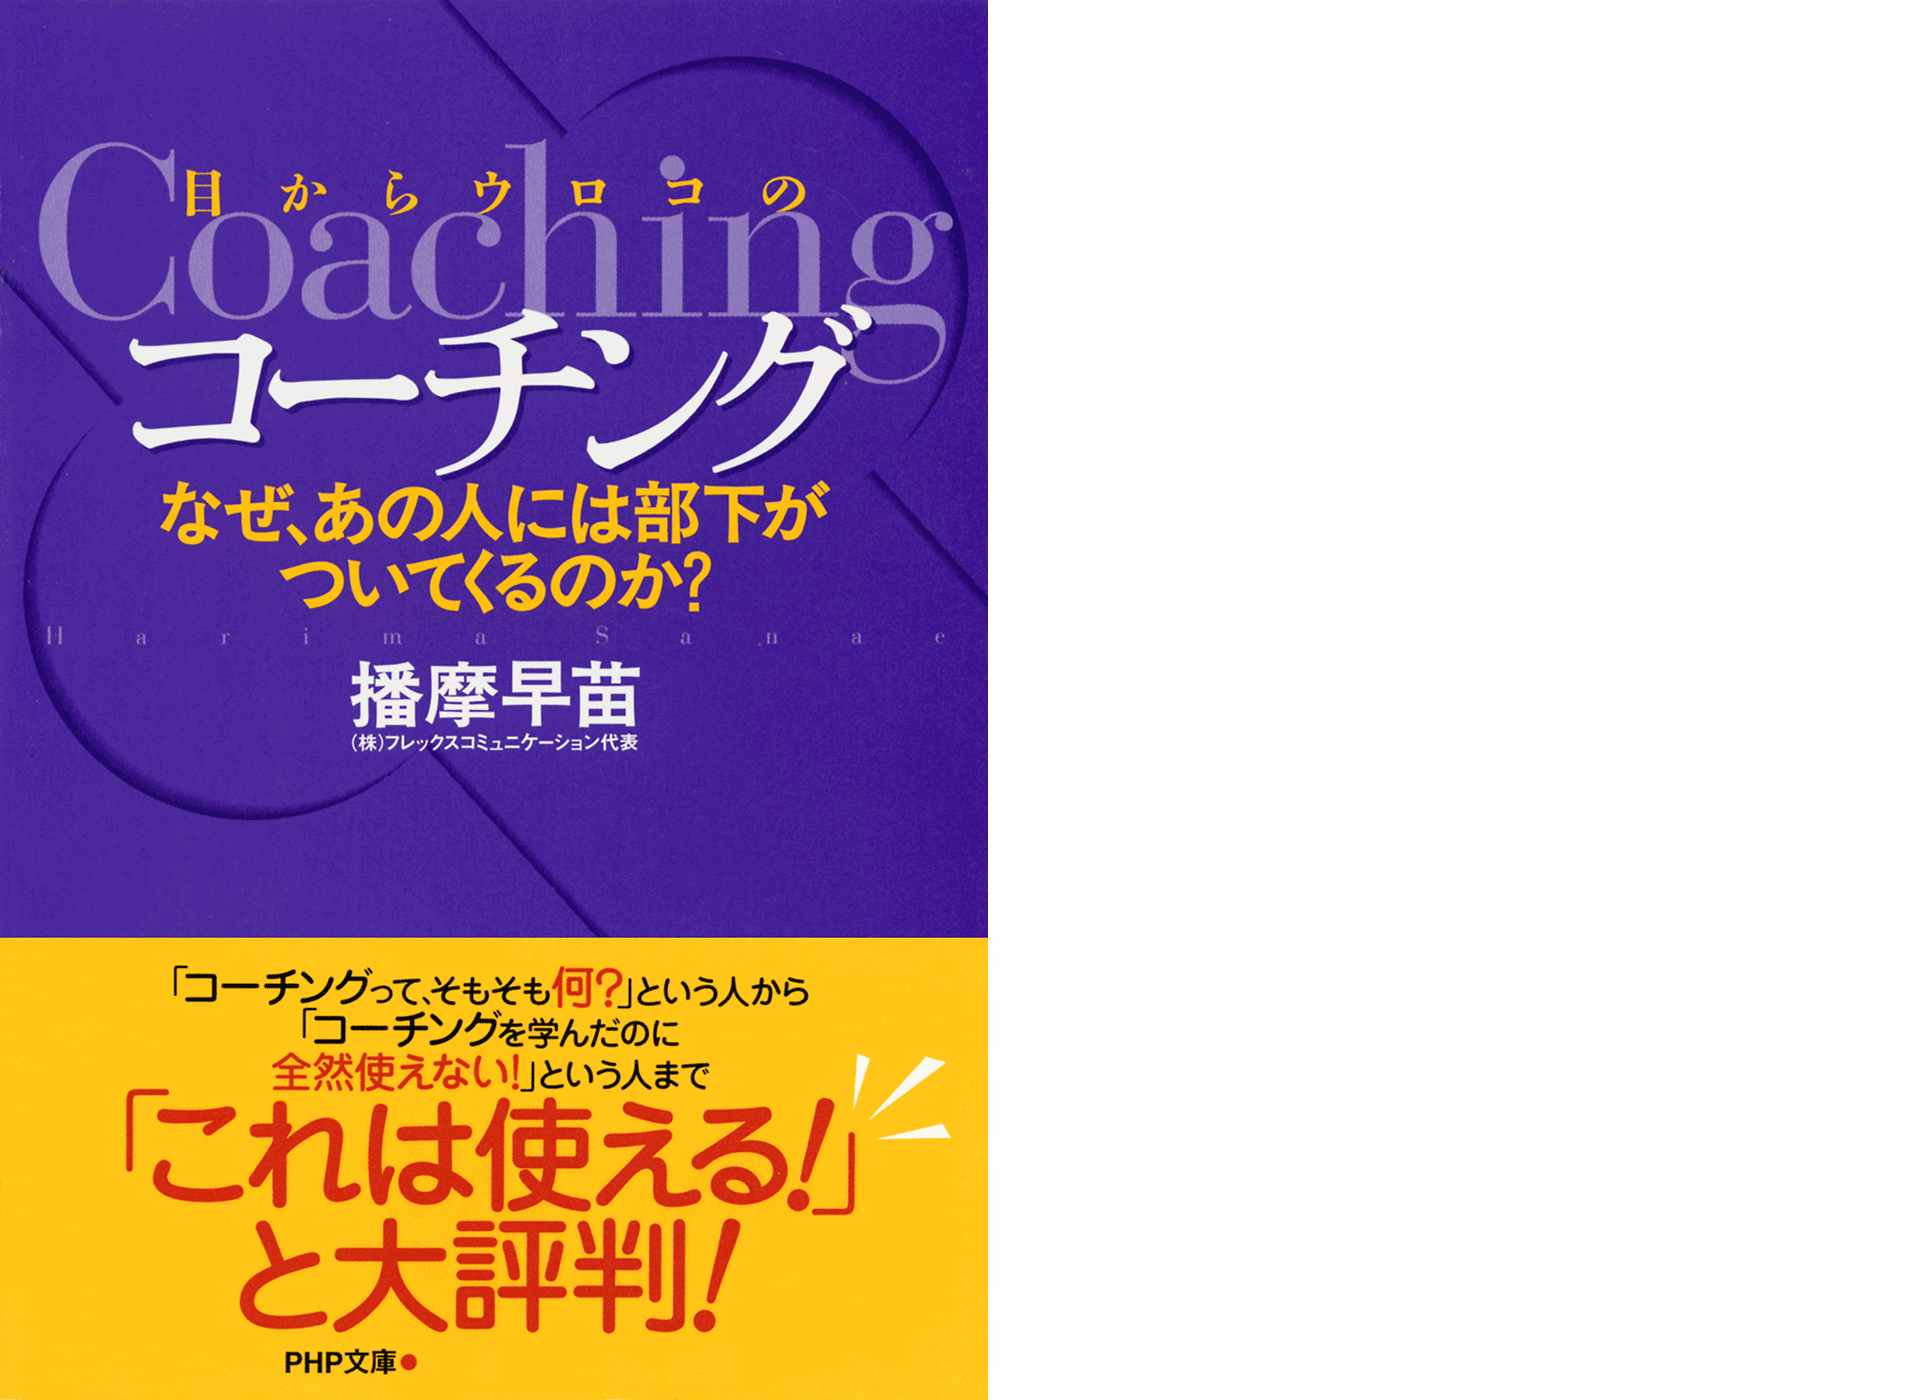 Coaching
目からウロコの
コーチング
なぜ、あの人には部下が
ついてくるのか?
Harima Sanae
播摩早苗
(株)フレックスコミュニケーション代表
「コーチングって、そもそも何?」という人から
「コーチングを学んだのに
全然使えない!」という人まで
「これは使える!」
と大評判!
PHP文庫